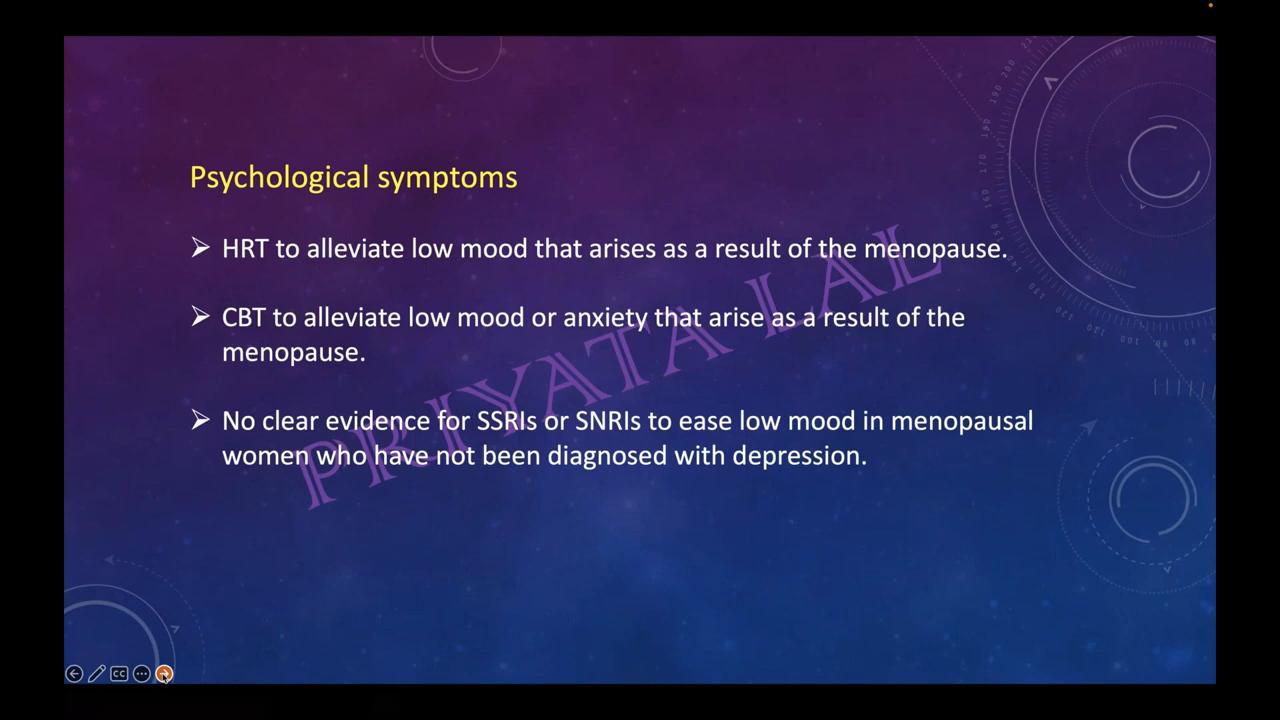 Psychological symptoms
HRT to alleviate low mood that arises as a result of the menopause.
CBT to alleviate low mood or anxiety that arise as a result of the
menopause.
No clear evidence for SSRIs or SNRIs to ease low mood in menopausal
women who have not been diagnosed with depression.
PRIYATA LAL
CC